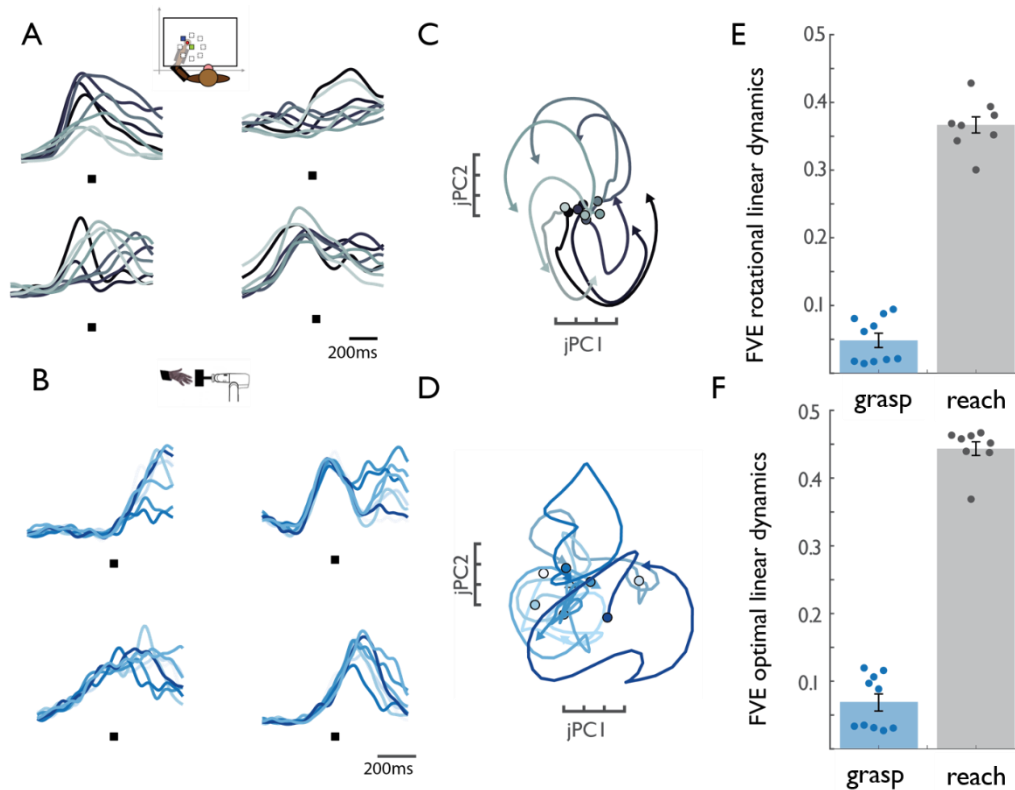 A
200ms
B
200ms
C
jPC2
jPC1
D
jPC2
jPC1
E
FVE rotational linear dynamics
0.5
0.4
0.3
0.2
0.1
grasp
reach
F
FVE optimal linear dynamics
0.5
0.4
0.3
0.2
0.1
grasp
reach